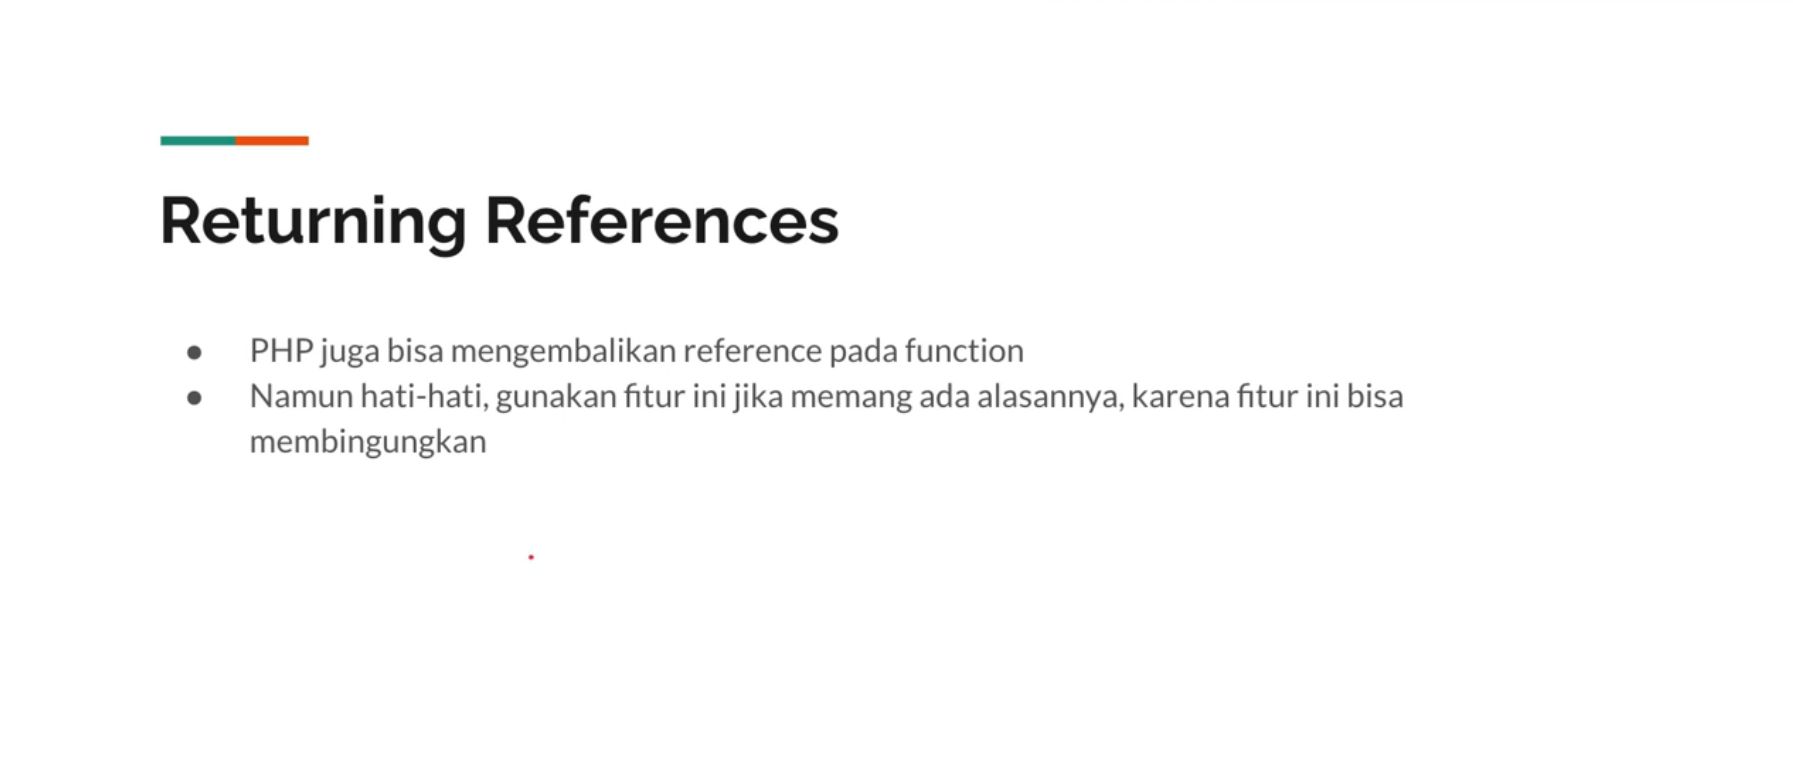 Returning References
● PHP juga bisa mengembalikan reference pada function
● Namun hati-hati, gunakan fitur ini jika memang ada alasannya, karena fitur ini bisa
membingungkan